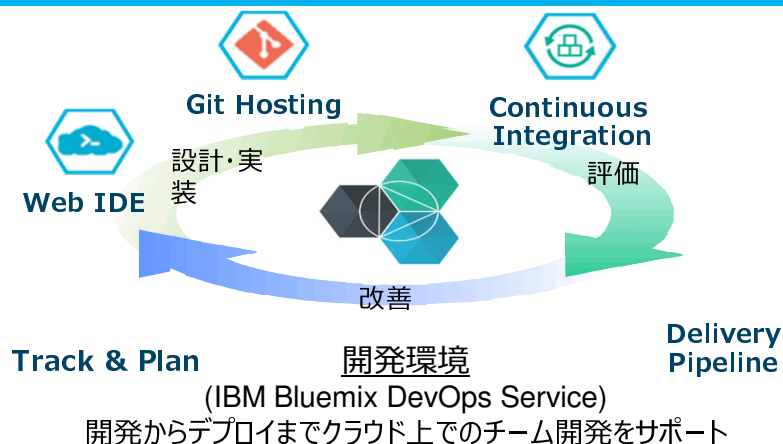 Git Hosting
Continuous
Integration
設計・実
装
評価
Web IDE
改善
Delivery
Pipeline
Track & Plan
開発環境
(IBM Bluemix DevOps Service)
開発からデプロイまでクラウド上でのチーム開発をサポート